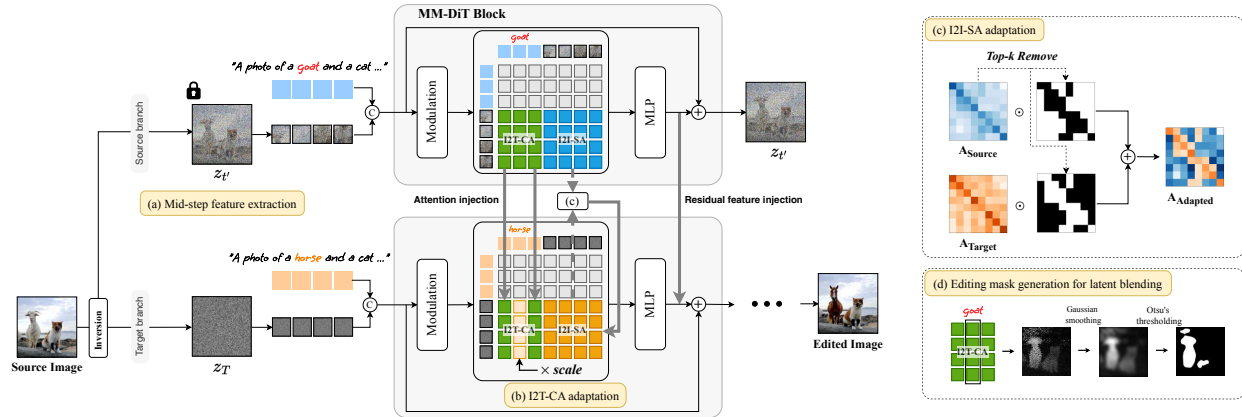 MM-DiT Block
goat
"A photo of a goat and a cat ..."
Source branch
C
Modulation
I2T-CA
I2I-SA
MLP
z_{t'}
z_{t'}
(a) Mid-step feature extraction
Attention injection
(c)
Residual feature injection
horse
"A photo of a horse and a cat ..."
Inversion
Target branch
C
Modulation
I2T-CA
I2I-SA
MLP
Source Image
z_T
× scale
(b) I2T-CA adaptation
Edited Image
(c) I2I-SA adaptation
Top-k Remove
A_Source
A_Adapted
A_Target
(d) Editing mask generation for latent blending
goat
I2T-CA
Gaussian
smoothing
Otsu's
thresholding